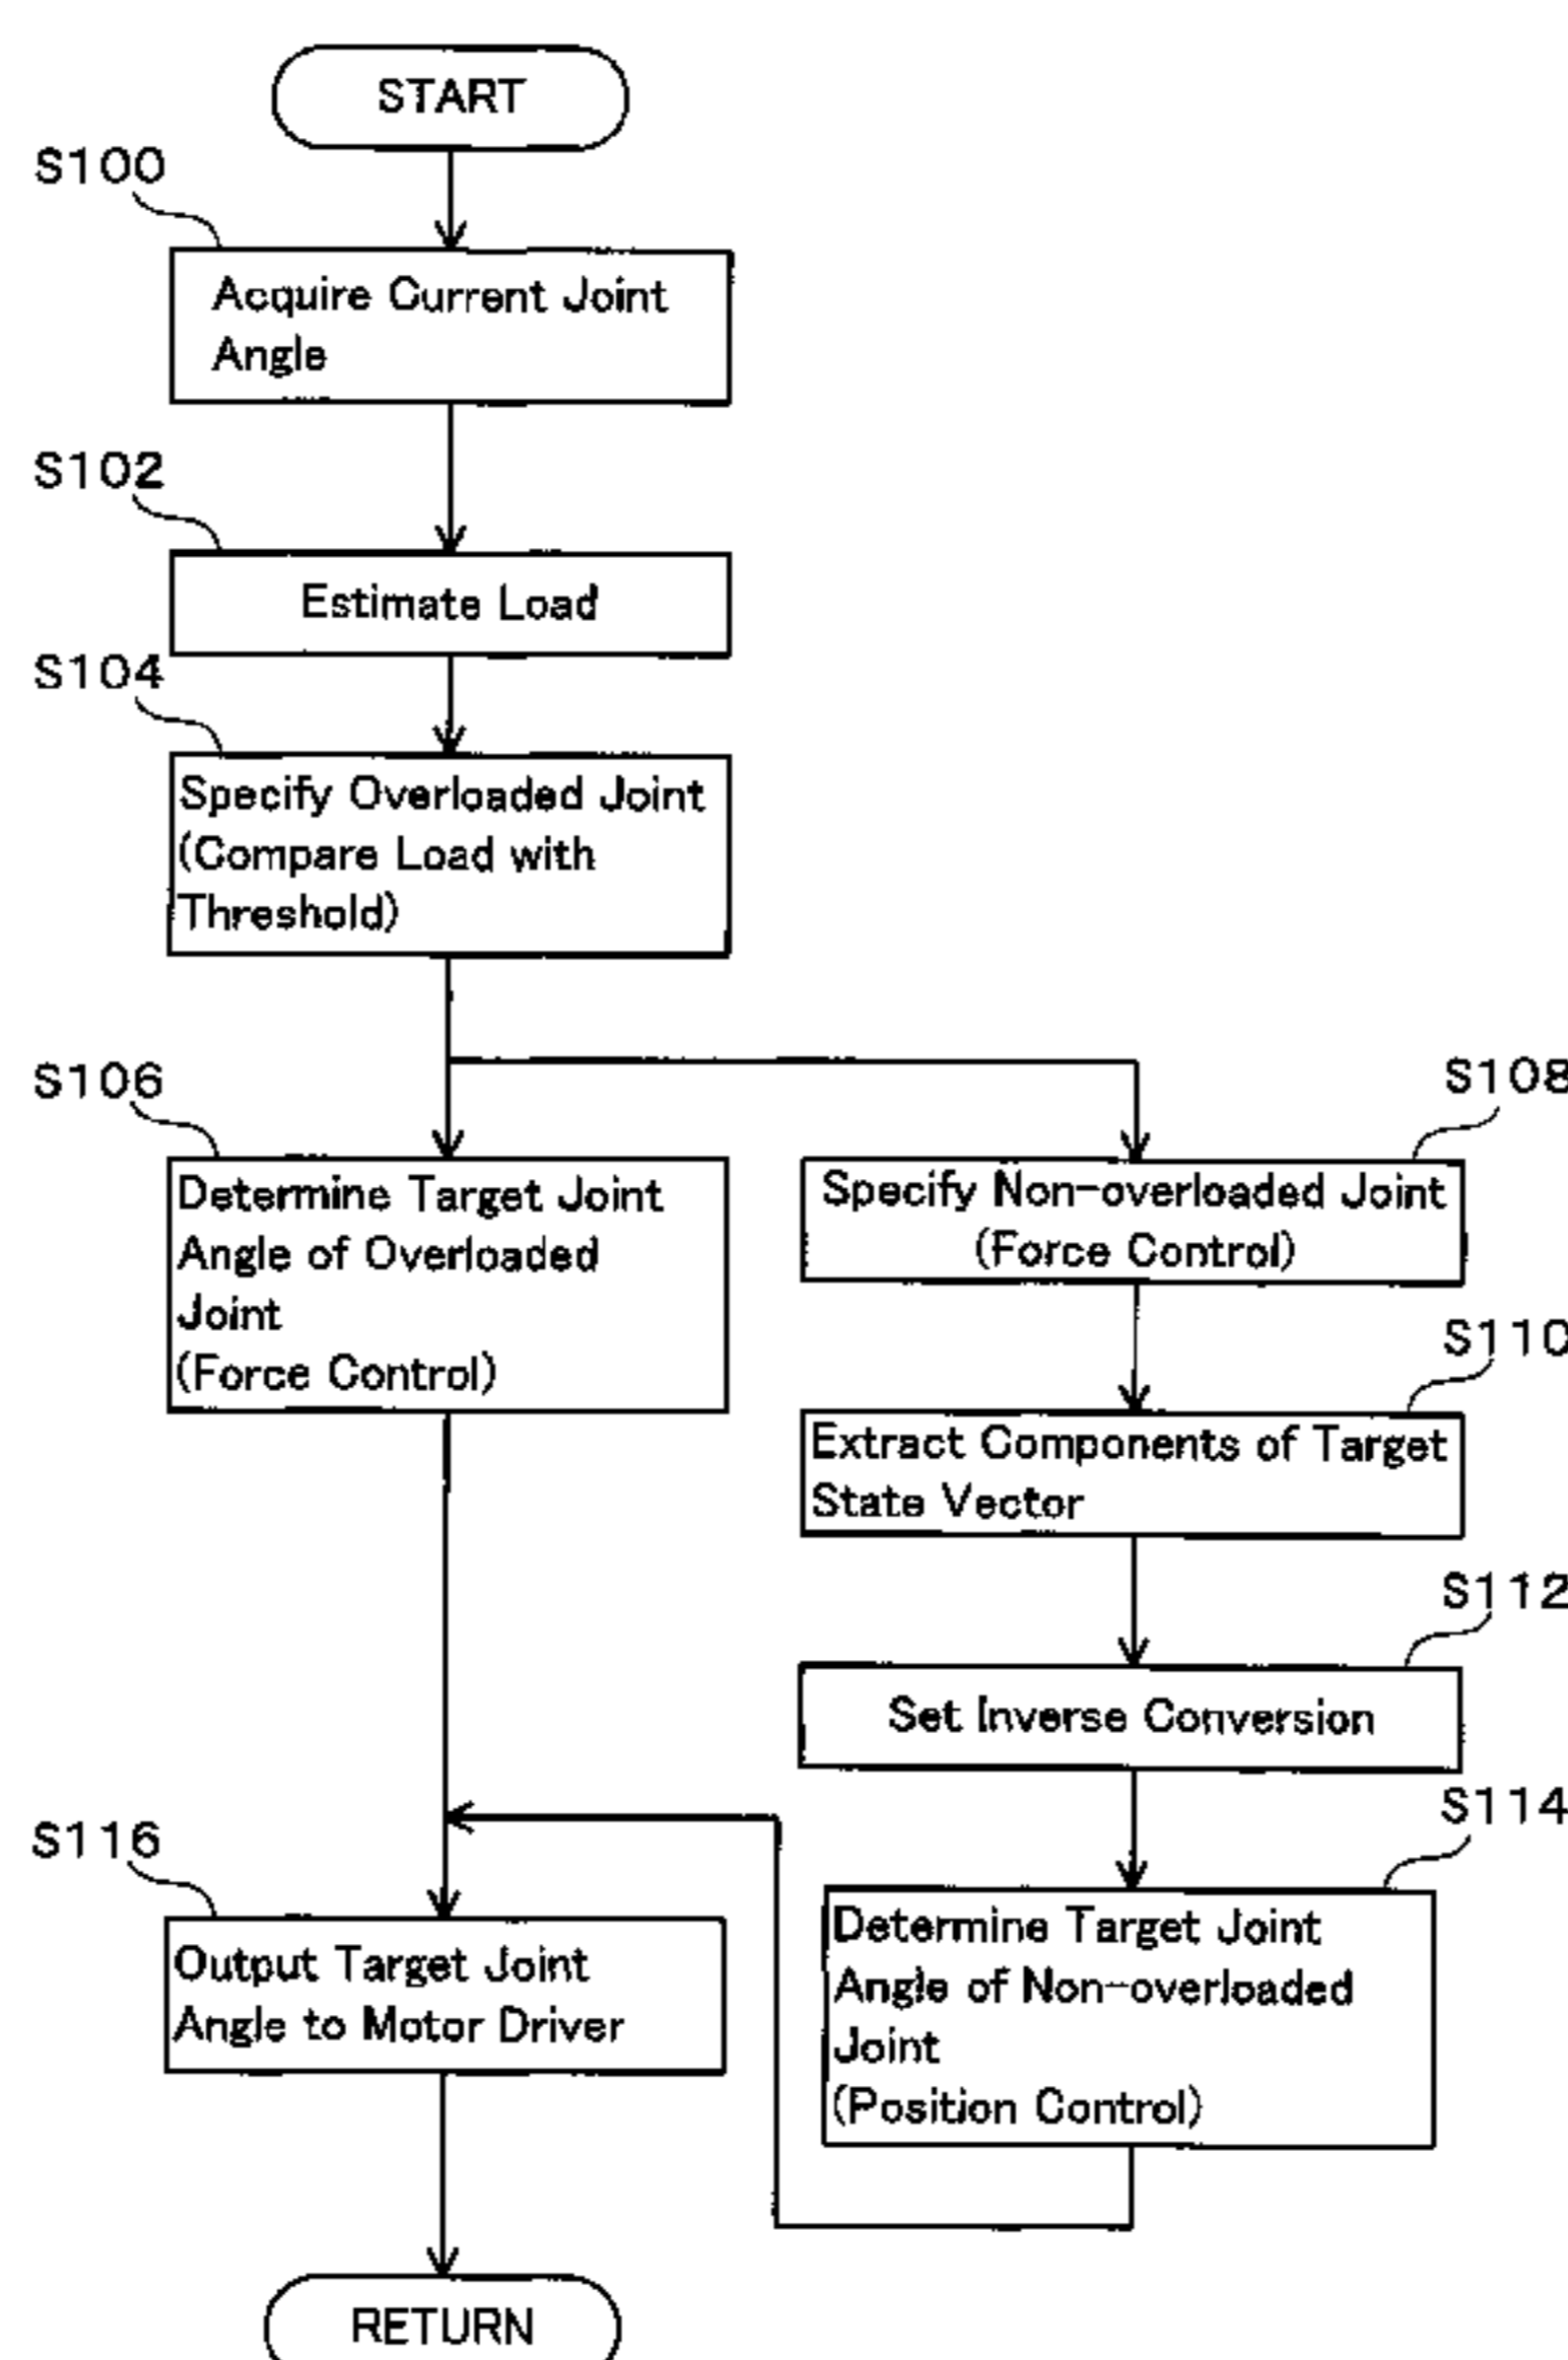 START
S100
Acquire Current Joint
Angle
S102
Estimate Load
S104
Specify Overloaded Joint
(Compare Load with
Threshold)
S106
Determine Target Joint
Angle of Overloaded
Joint
(Force Control)
S108
Specify Non-overloaded Joint
(Force Control)
S110
Extract Components of Target
State Vector
S112
Set Inverse Conversion
S114
Determine Target Joint
Angle of Non-overloaded
Joint
(Position Control)
S116
Output Target Joint
Angle to Motor Driver
RETURN